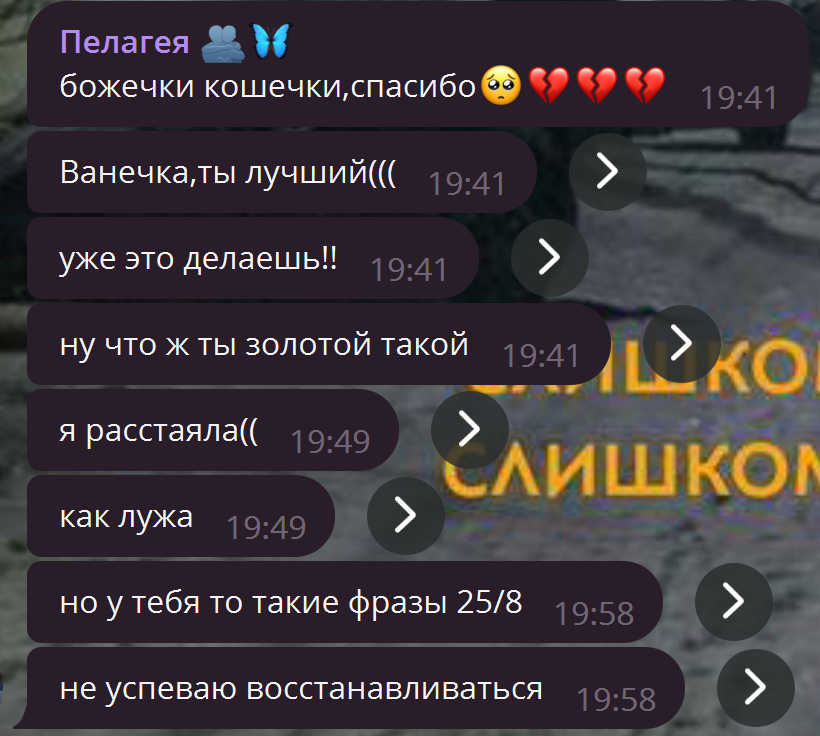 Пелагея 🫂🦋
божечки кошечки,спасибо🥺💔💔💔 19:41
Ванечка,ты лучший((( 19:41
уже это делаешь!! 19:41
ну что ж ты золотой такой 19:41
СЛИШКОМ
я расстаяла(( 19:49
СЛИШКОМ
как лужа 19:49
но у тебя то такие фразы 25/8 19:58
не успеваю восстанавливаться 19:58